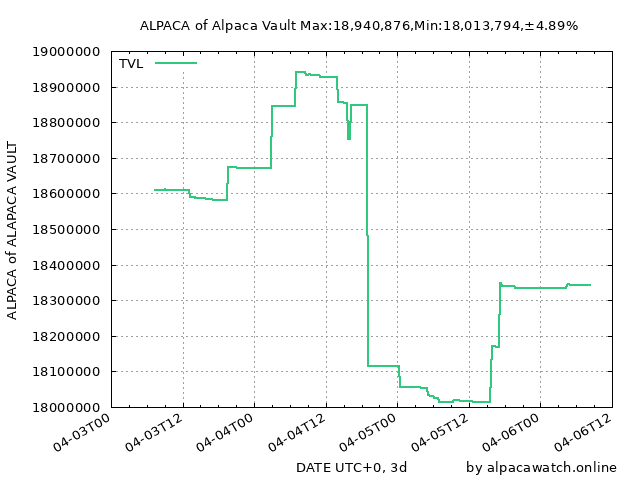 ALPACA of Alpaca Vault Max:18,940,876,Min:18,013,794,±4.89%
TVL
ALPACA of ALAPACA VAULT
19000000
18900000
18800000
18700000
18600000
18500000
18400000
18300000
18200000
18100000
18000000
04-03T00
04-03T12
04-04T00
04-04T12
04-05T00
04-05T12
04-06T00
04-06T12
DATE UTC+0, 3d
by alpacawatch.online